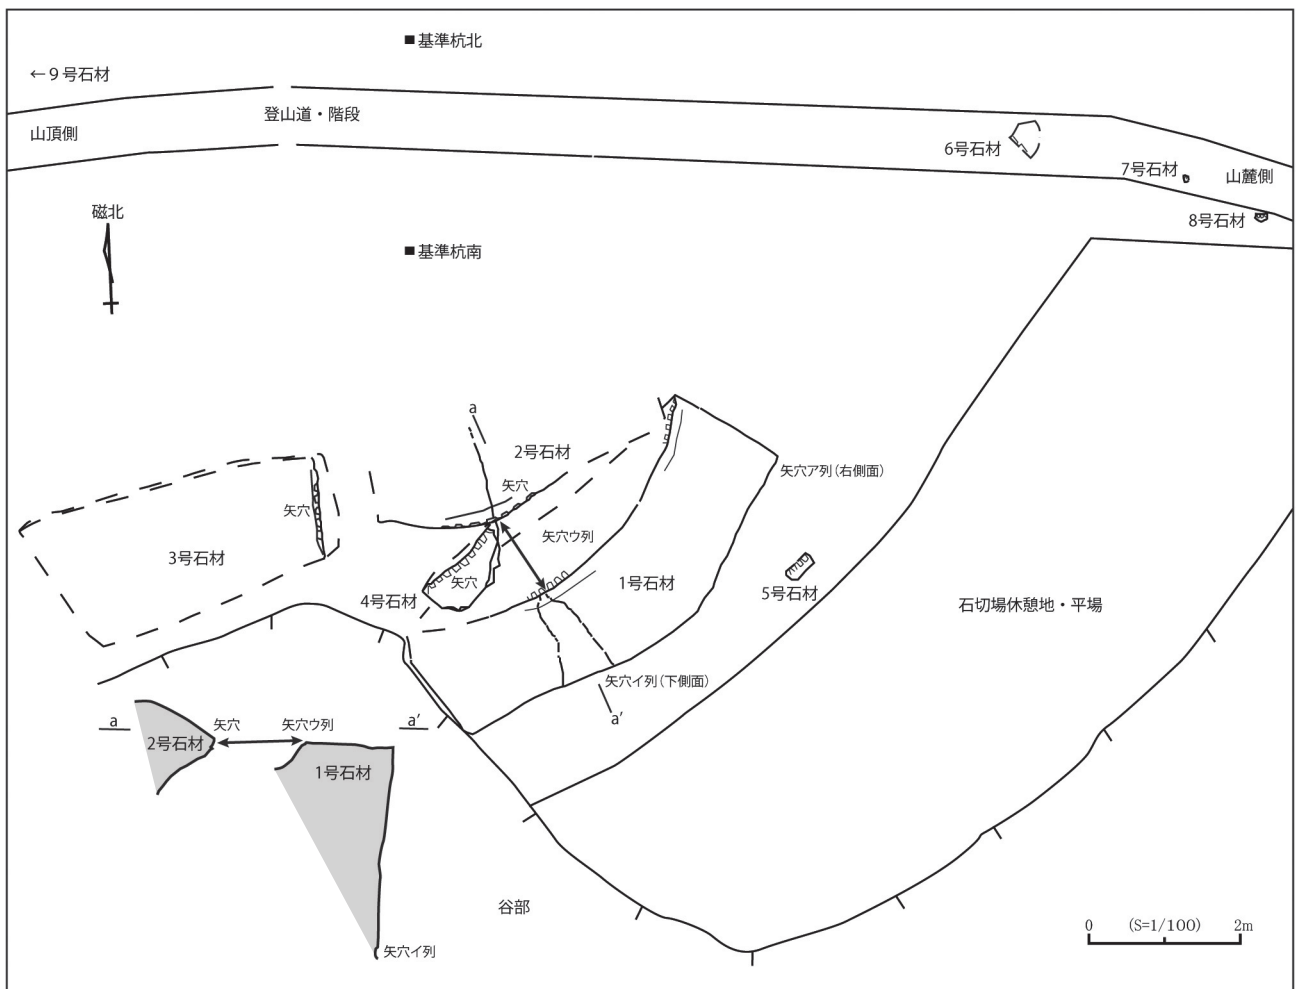 ■基準杭北
←９号石材
登山道・階段
山頂側
6号石材
7号石材
山麓側
磁北
8号石材
■基準杭南
a
2号石材
矢穴
矢穴ア列（右側面）
矢穴
矢穴ウ列
3号石材
矢穴
1号石材
4号石材
5号石材
石切場休憩地・平場
矢穴イ列（下側面）
a′
a
矢穴
矢穴ウ列
a′
2号石材
1号石材
谷部
矢穴イ列
0 (S=1/100) 2m